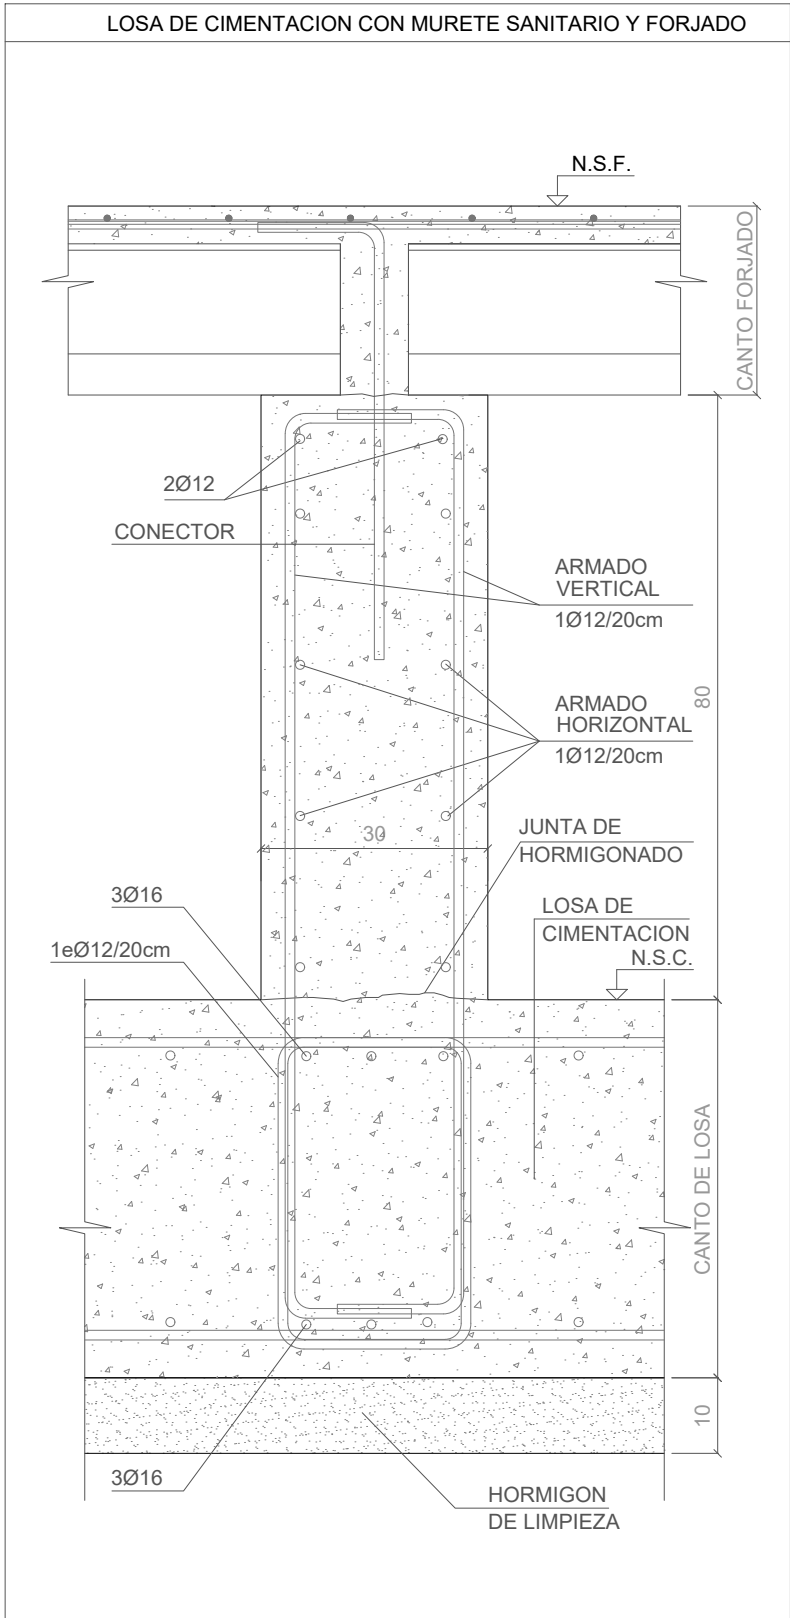 LOSA DE CIMENTACION CON MURETE SANITARIO Y FORJADO
N.S.F.
CANTO FORJADO
2Ø12
CONECTOR
ARMADO
VERTICAL
1Ø12/20cm
80
ARMADO
HORIZONTAL
1Ø12/20cm
30
JUNTA DE
HORMIGONADO
3Ø16
1eØ12/20cm
LOSA DE
CIMENTACION
N.S.C.
CANTO DE LOSA
10
3Ø16
HORMIGON
DE LIMPIEZA